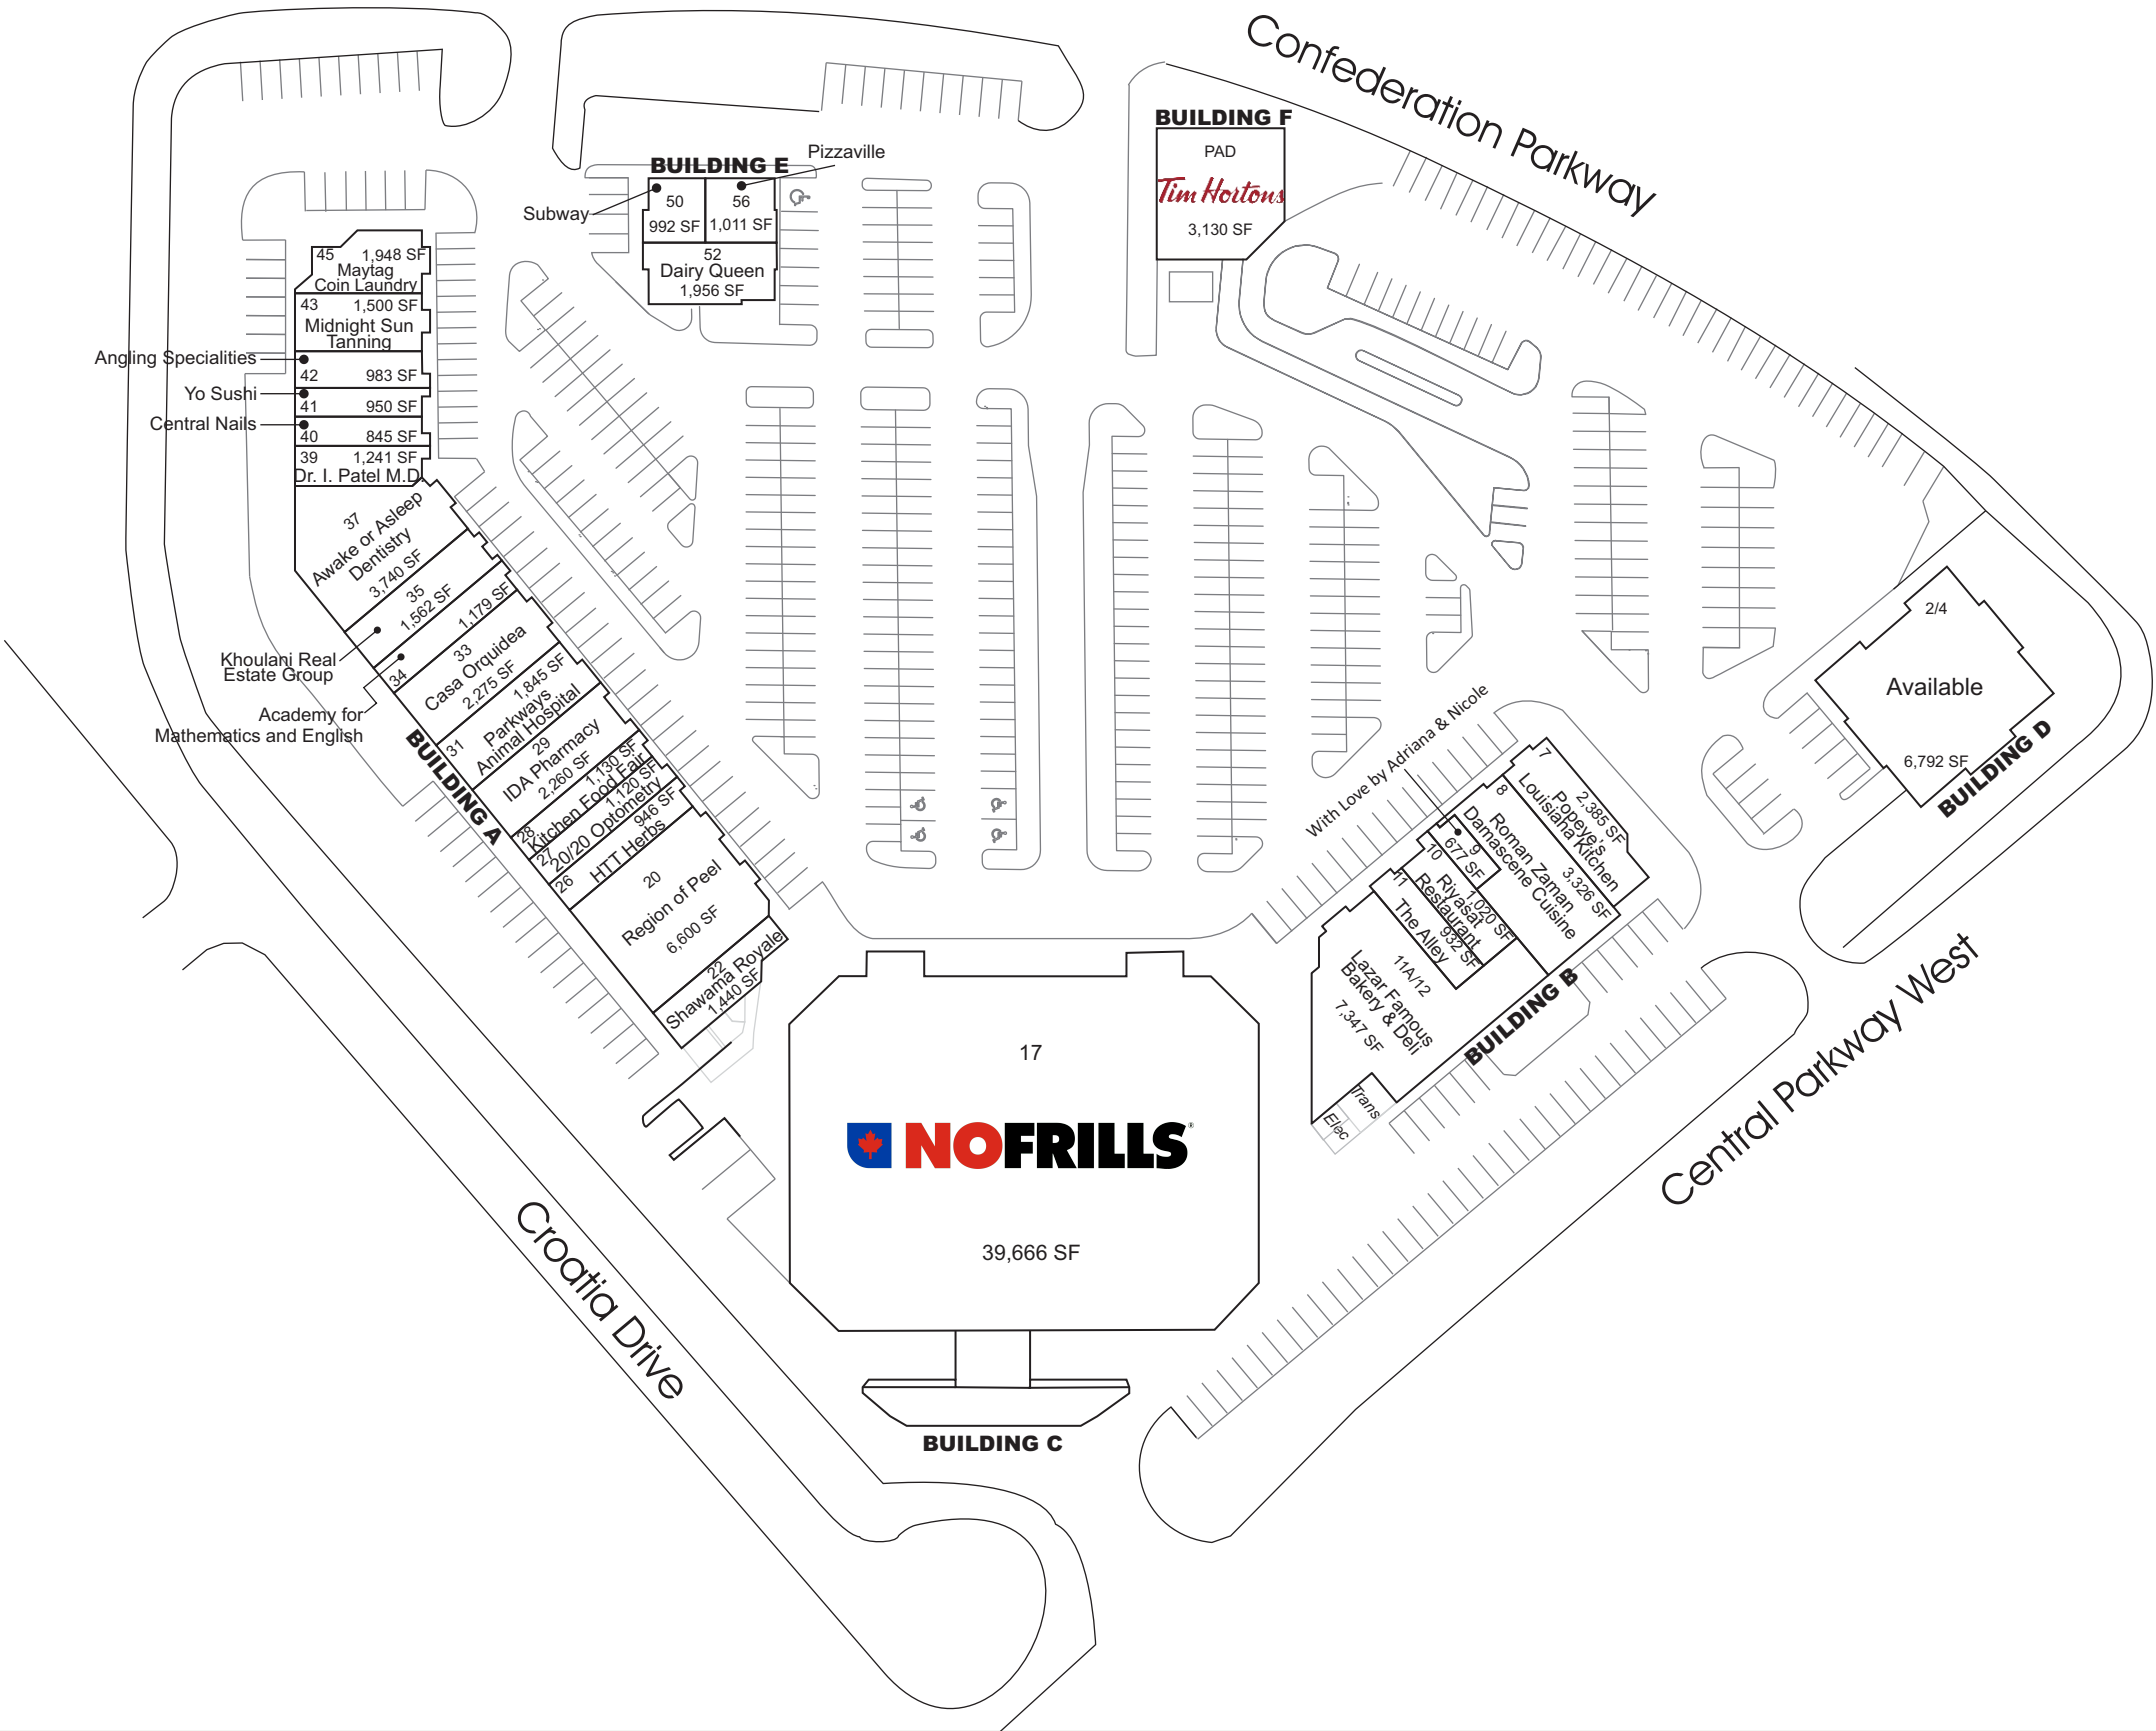 Confederation Parkway
BUILDING F
PAD
Tim Hortons
3,130 SF
BUILDING E
Pizzaville
Subway
50
992 SF
56
1,011 SF
52
Dairy Queen
1,956 SF
45 1,948 SF
Maytag
Coin Laundry
43 1,500 SF
Midnight Sun
Tanning
Angling Specialities
42 983 SF
Yo Sushi
41 950 SF
Central Nails
40 845 SF
39 1,241 SF
Dr. I. Patel M.D.
37
Awake or Asleep
Dentistry
3,740 SF
35
1,562 SF
Khoulani Real
Estate Group
34 1,179 SF
Academy for
Mathematics and English
33
Casa Orquidea
2,275 SF
31 1,845 SF
Parkways
Animal Hospital
29
IDA Pharmacy
2,260 SF
28 1,130 SF
Kitchen Food Fair
27 1,120 SF
20/20 Optometry
26 946 SF
HTT Herbs
20
Region of Peel
6,600 SF
22
Shawama Royale
1,440 SF
BUILDING A
17
NOFRILLS®
39,666 SF
BUILDING C
With Love by Adriana & Nicole
7
2,385 SF
Popeye's
Louisiana Kitchen
8
Roman Zaman
Damascene Cuisine
3,326 SF
9
677 SF
10
Riyasat
Restaurant
1,020 SF
11
The Alley
932 SF
11A/12
Lazar Famous
Bakery & Deli
7,347 SF
Trans
Elec
BUILDING B
2/4
Available
6,792 SF
BUILDING D
Central Parkway West
Croatia Drive